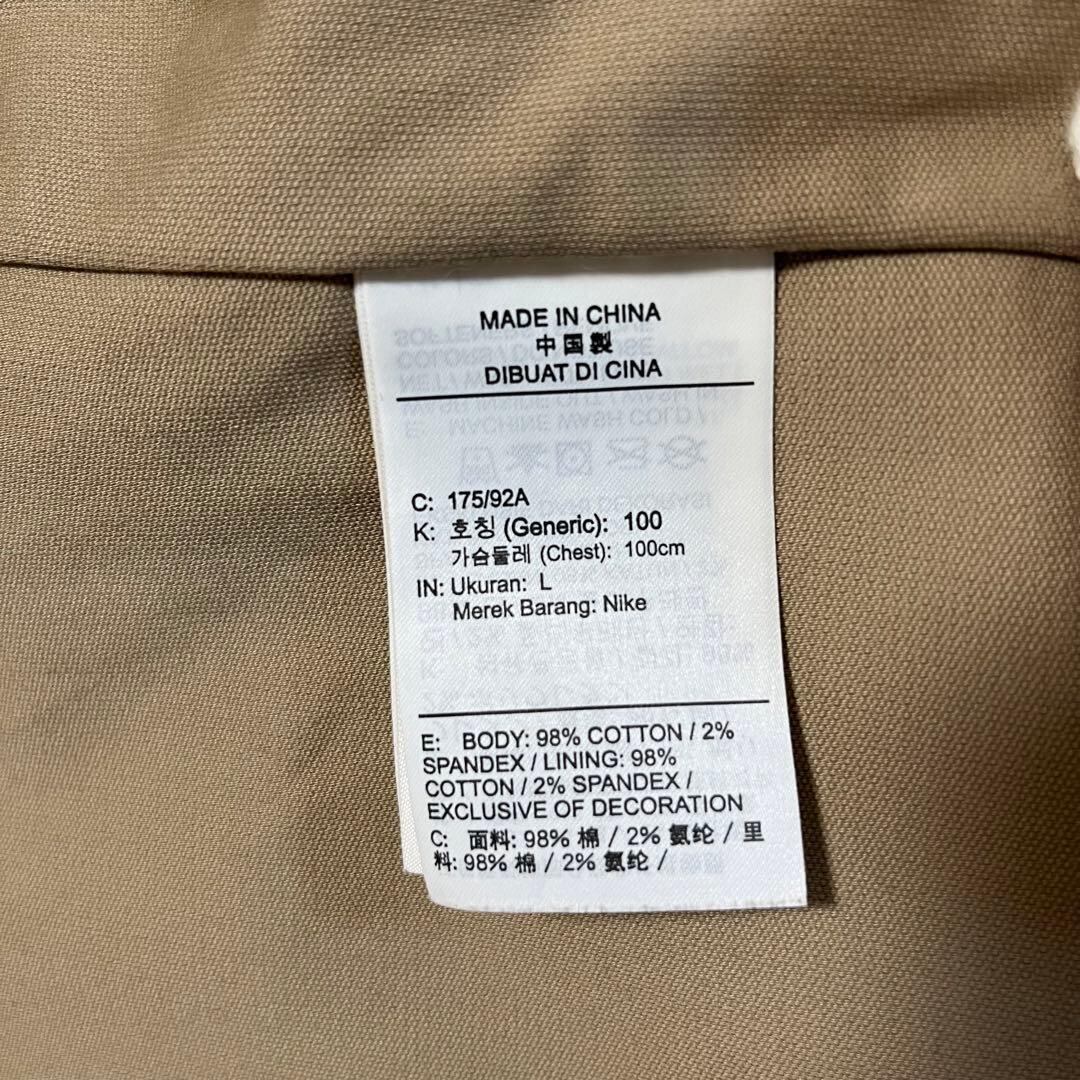 MADE IN CHINA
中国製
DIBUAT DI CINA
C: 175/92A
K: 호칭 (Generic): 100
가슴둘레 (Chest): 100cm
IN: Ukuran: L
Merek Barang: Nike
E: BODY: 98% COTTON / 2%
SPANDEX / LINING: 98%
COTTON / 2% SPANDEX /
EXCLUSIVE OF DECORATION
C: 面料: 98% 棉 / 2% 氨纶 / 里
料: 98% 棉 / 2% 氨纶 /